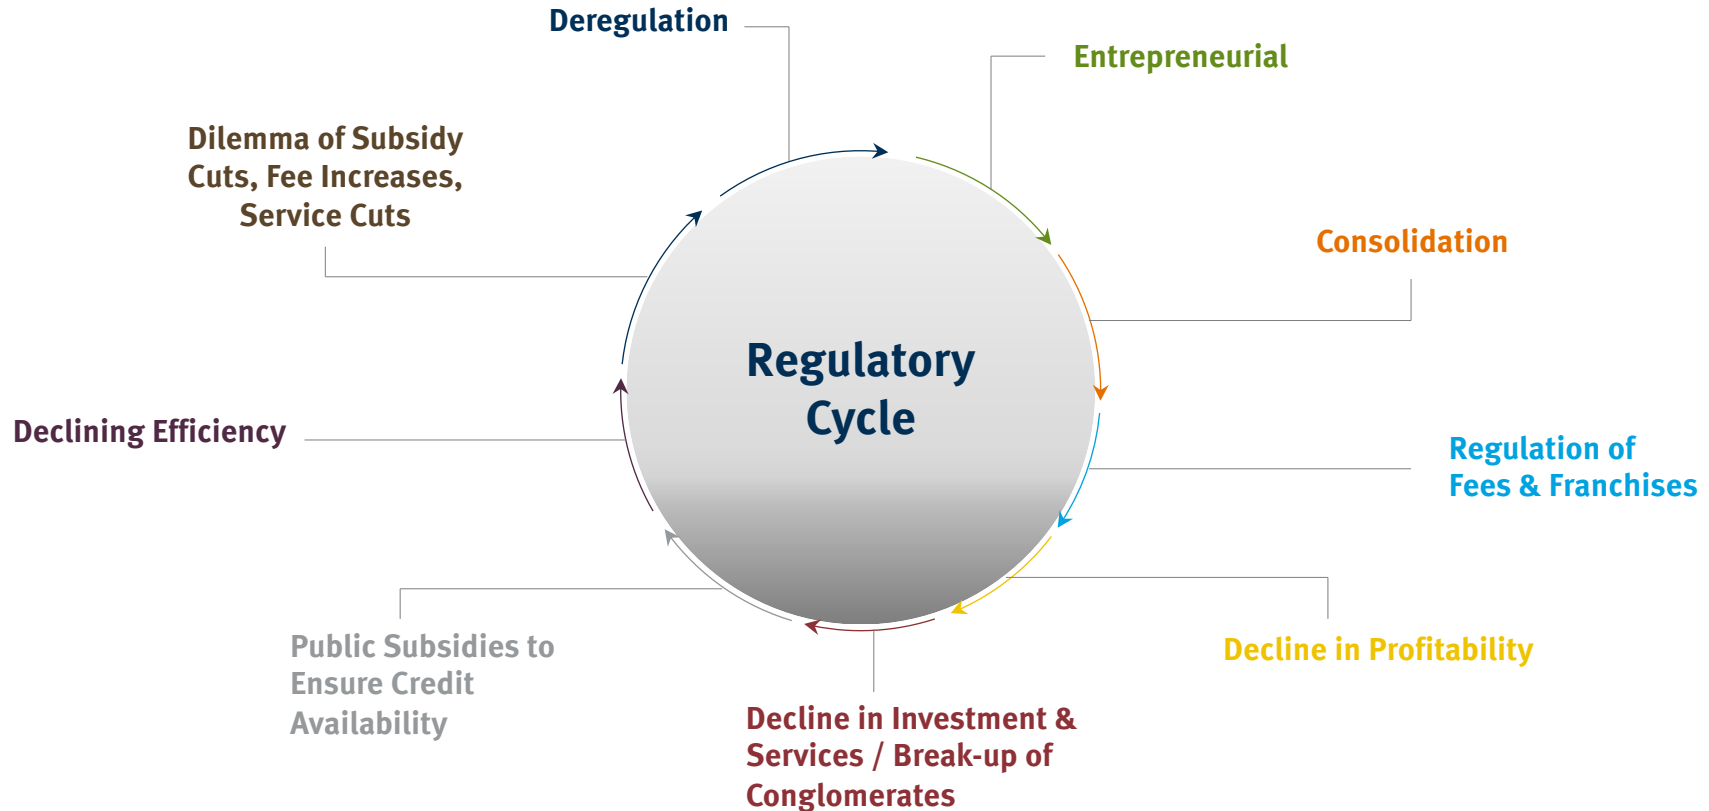 Deregulation
Entrepreneurial
Dilemma of Subsidy
Cuts, Fee Increases,
Service Cuts
Consolidation
Regulatory
Cycle
Declining Efficiency
Regulation of
Fees & Franchises
Public Subsidies to
Ensure Credit
Availability
Decline in Profitability
Decline in Investment &
Services / Break-up of
Conglomerates